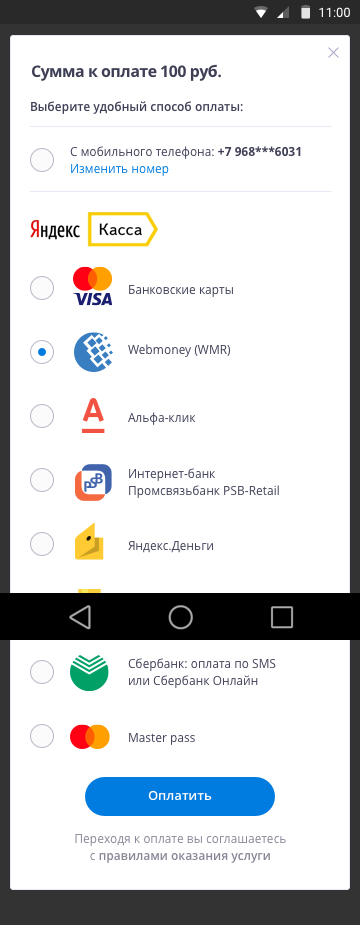 11:00
Сумма к оплате 100 руб.
Выберите удобный способ оплаты:
С мобильного телефона: +7 968***6031
Изменить номер
Яндекс Касса
VISA
Банковские карты
Webmoney (WMR)
Альфа-клик
PSB
Интернет-банк
Промсвязьбанк PSB-Retail
Яндекс.Деньги
Сбербанк: оплата по SMS
или Сбербанк Онлайн
Master pass
Оплатить
Переходя к оплате вы соглашаетесь
с правилами оказания услуги